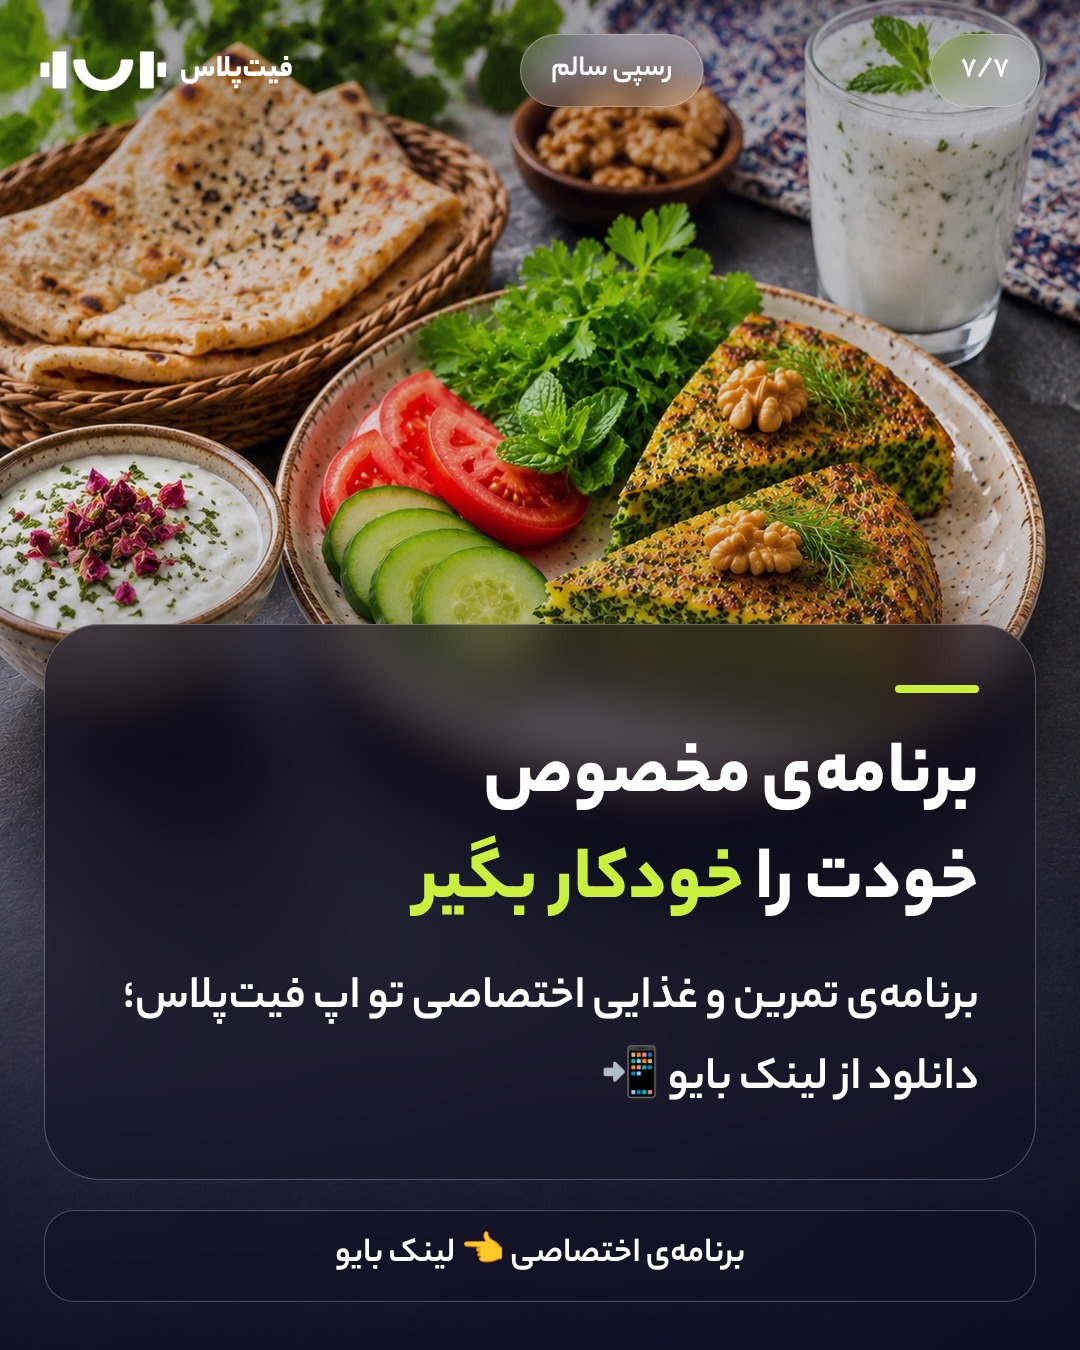 ۷/۷
رسپی سالم
فیت‌پلاس
برنامه‌ی مخصوص
خودت را خودکار بگیر
برنامه‌ی تمرین و غذایی اختصاصی تو اپ فیت‌پلاس؛
دانلود از لینک بایو 📲
برنامه‌ی اختصاصی 👈 لینک بایو